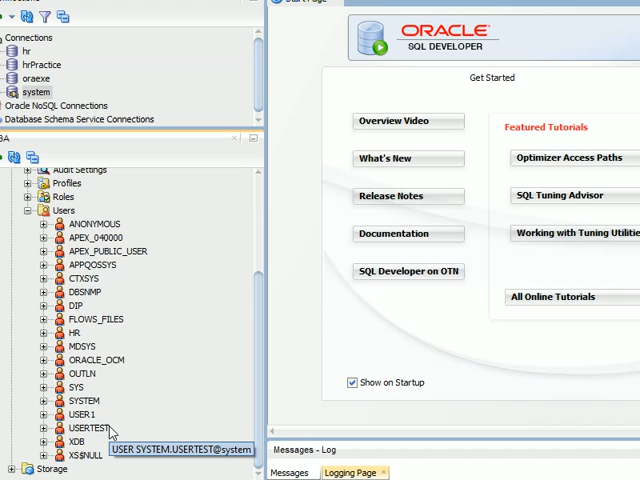 Connections
hr
hrPractice
oraexe
system
Oracle NoSQL Connections
Database Schema Service Connections
BA
Audit Settings
Profiles
Roles
Users
ANONYMOUS
APEX_040000
APEX_PUBLIC_USER
APPQOSSYS
CTXSYS
DBSNMP
DIP
FLOWS_FILES
HR
MDSYS
ORACLE_OCM
OUTLN
SYS
SYSTEM
USER1
USERTEST
XDB
XS$NULL
Storage
USER SYSTEM.USERTEST@system
Start Page
ORACLE
SQL DEVELOPER
Get Started
Overview Video
What's New
Release Notes
Documentation
SQL Developer on OTN
Featured Tutorials
Optimizer Access Paths
SQL Tuning Advisor
Working with Tuning Utilitie
All Online Tutorials
Show on Startup
Messages - Log
Messages
Logging Page